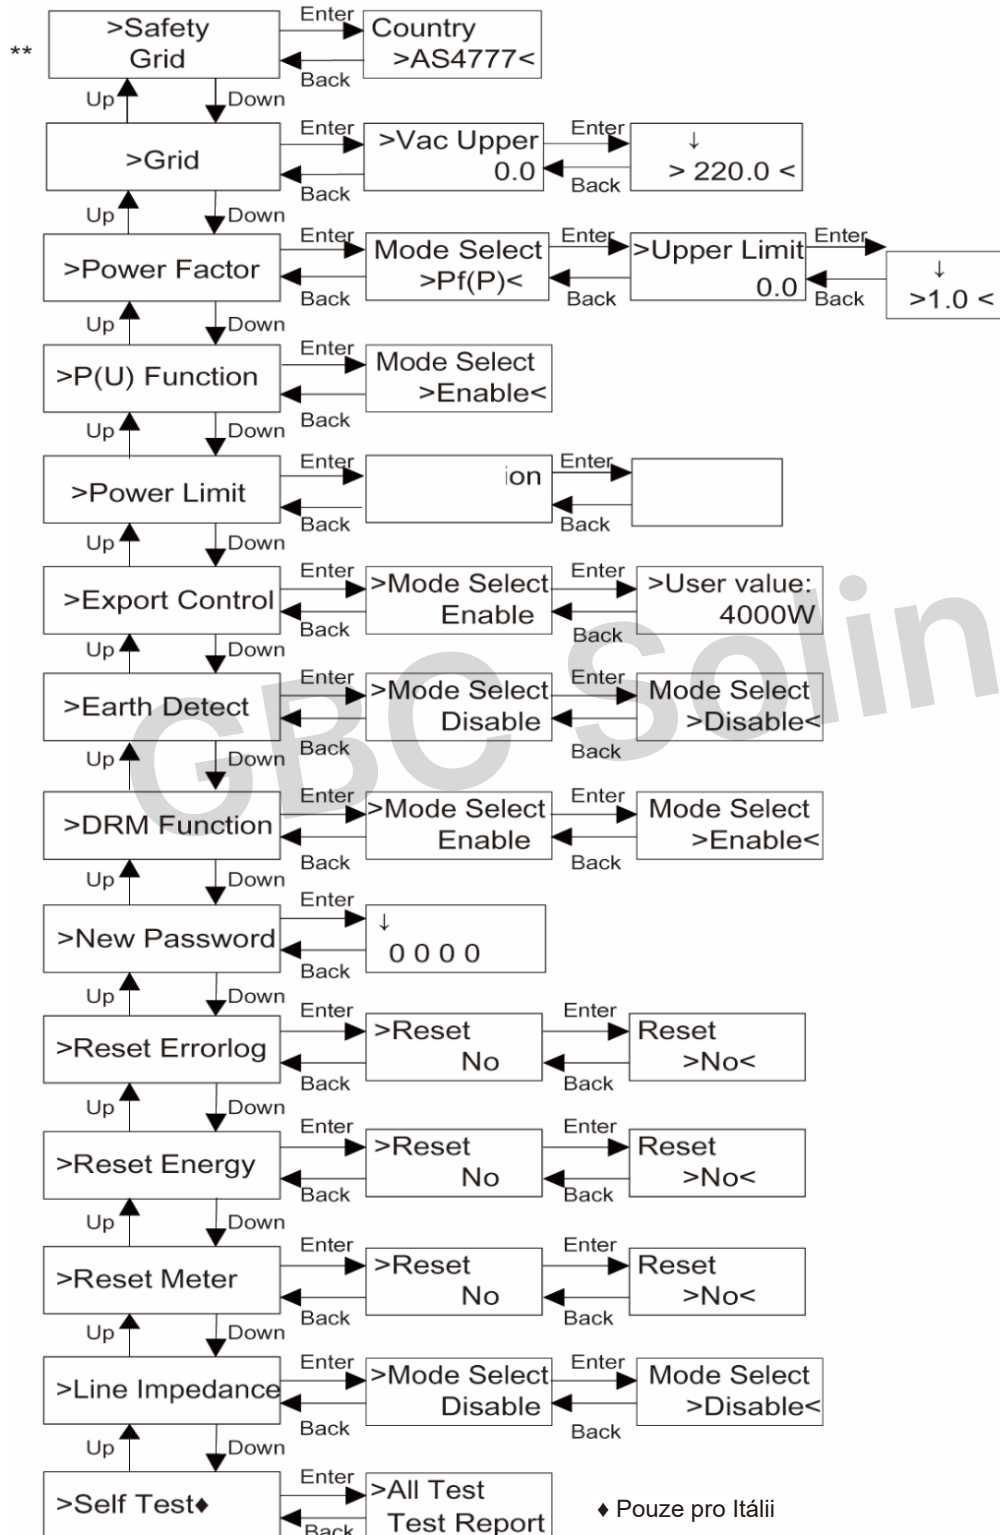 **
>Safety
Grid
Enter
Back
Country
>AS4777<
Up
Down
>Grid
Enter
Back
>Vac Upper
0.0
Enter
Back
↓
> 220.0 <
Up
Down
>Power Factor
Enter
Back
Mode Select
>Pf(P)<
Enter
Back
>Upper Limit
0.0
Enter
Back
↓
>1.0 <
Up
Down
>P(U) Function
Enter
Back
Mode Select
>Enable<
Up
Down
>Power Limit
Enter
Back
Enter
Back
Up
Down
>Export Control
Enter
Back
>Mode Select
Enable
Enter
Back
>User value:
4000W
Up
Down
>Earth Detect
Enter
Back
>Mode Select
Disable
Enter
Back
Mode Select
>Disable<
Up
Down
>DRM Function
Enter
Back
>Mode Select
Enable
Enter
Back
Mode Select
>Enable<
Up
Down
>New Password
Enter
Back
↓
0 0 0 0
Up
Down
>Reset Errorlog
Enter
Back
>Reset
No
Enter
Back
Reset
>No<
Up
Down
>Reset Energy
Enter
Back
>Reset
No
Enter
Back
Reset
>No<
Up
Down
>Reset Meter
Enter
Back
>Reset
No
Enter
Back
Reset
>No<
Up
Down
>Line Impedance
Enter
Back
>Mode Select
Disable
Enter
Back
Mode Select
>Disable<
Up
Down
>Self Test♦
Enter
Back
>All Test
Test Report
♦ Pouze pro Itálii
GBC Solin